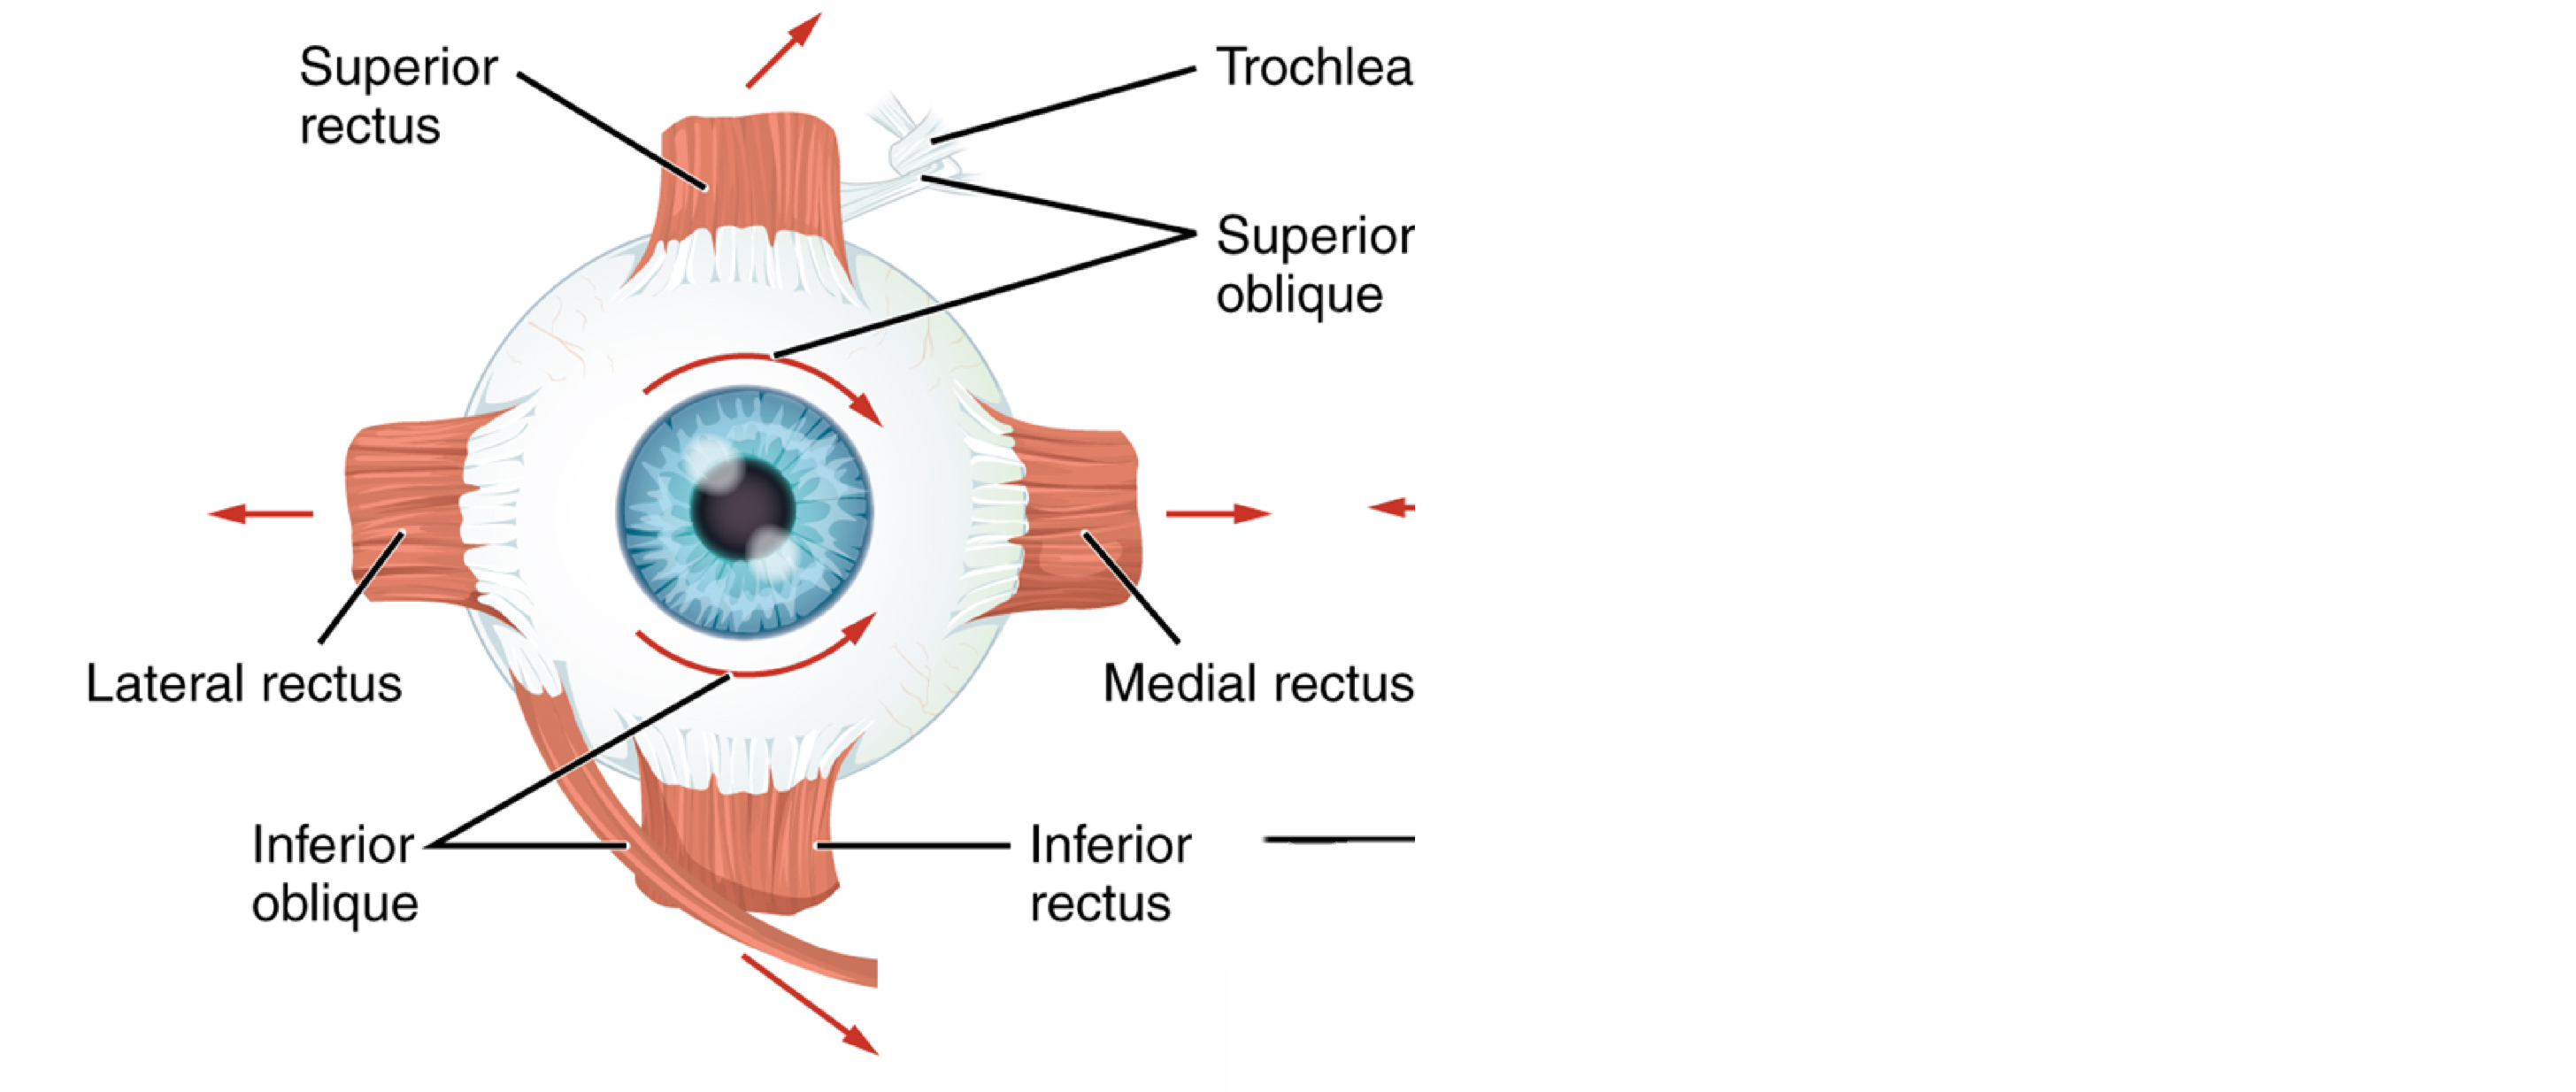 Superior
rectus
Trochlea
Superior
oblique
Lateral rectus
Medial rectus
Inferior
oblique
Inferior
rectus